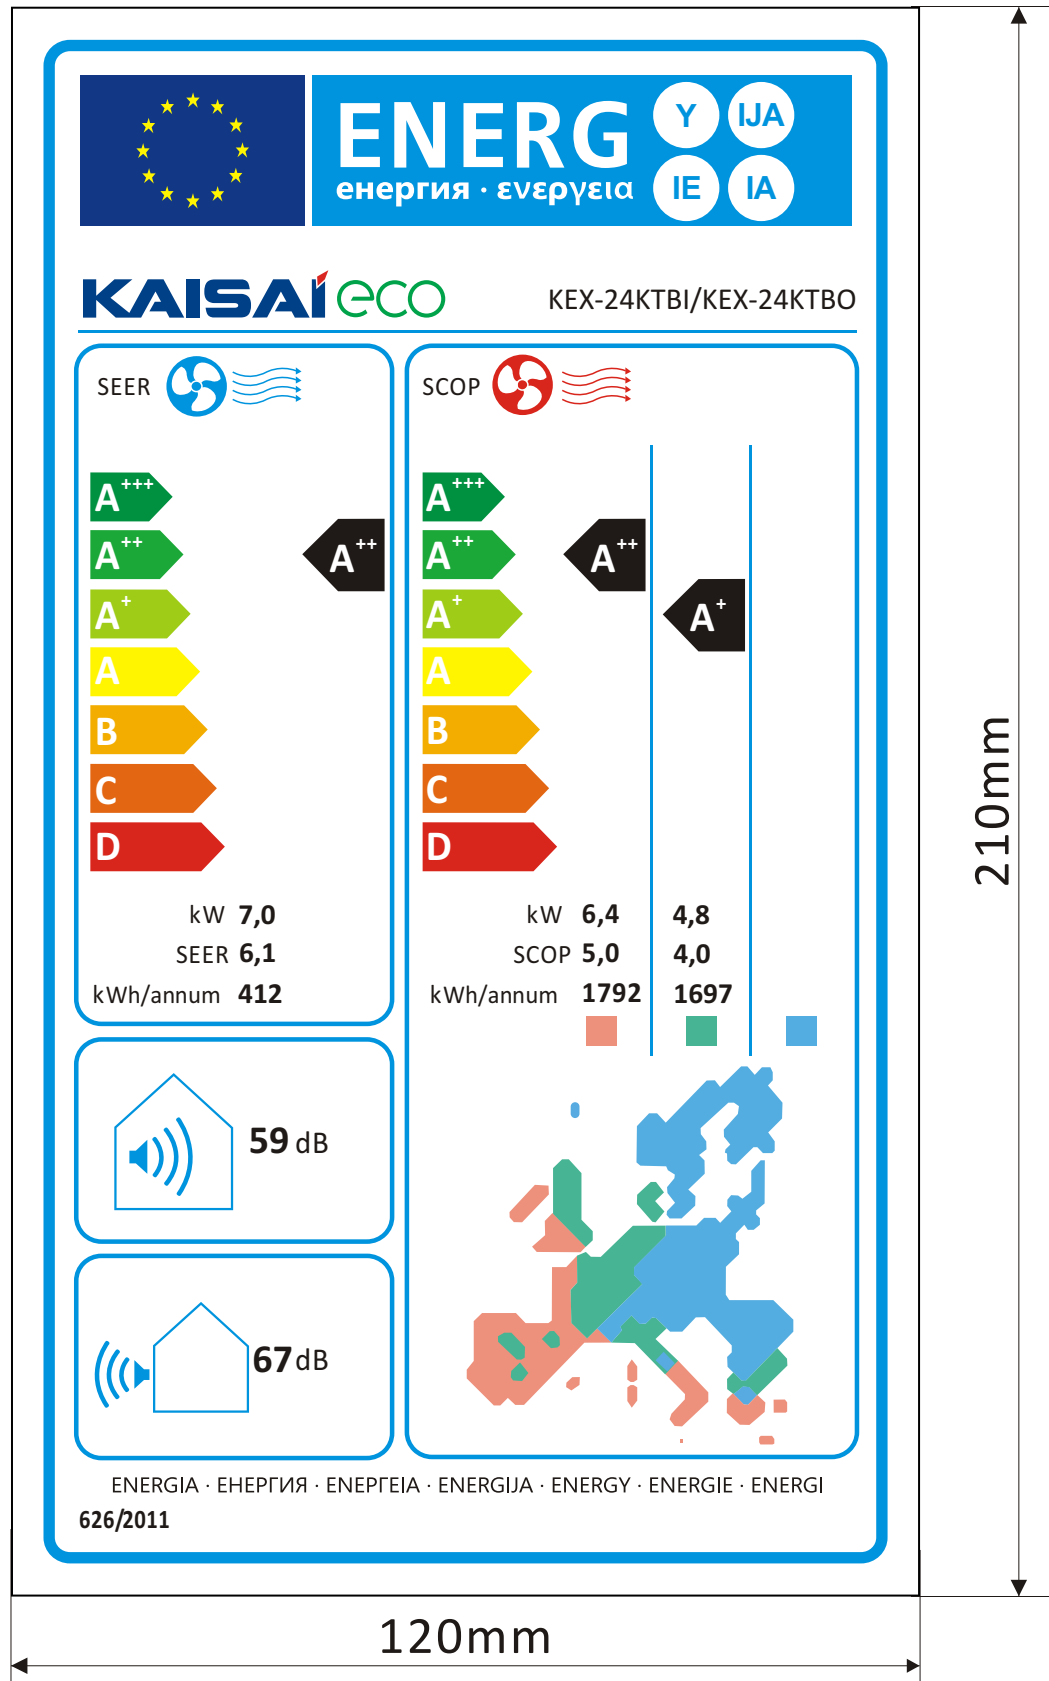 ENERG
енергия · ενεργεια
Y IJA
IE IA
KAISAI eco
KEX-24KTBI/KEX-24KTBO
SEER
A+++
A++
A+
A
B
C
D
A++
kW 7,0
SEER 6,1
kWh/annum 412
SCOP
A+++
A++
A+
A
B
C
D
A++
A+
kW 6,4 4,8
SCOP 5,0 4,0
kWh/annum 1792 1697
59 dB
67 dB
ENERGIA · ЕНЕРГИЯ · ΕΝΕΡΓΕΙΑ · ENERGIJA · ENERGY · ENERGIE · ENERGI
626/2011
210mm
120mm